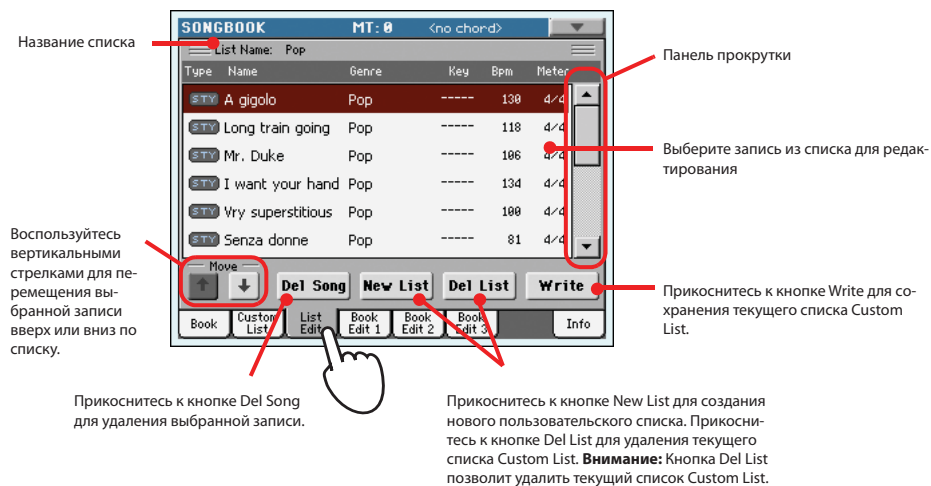 SONGBOOK MT: 0 <no chord>
Название списка
List Name: Pop
Панель прокрутки
Type Name Genre Key Bpm Meter
STY A gigolo Pop ----- 130 4/4
STY Long train going Pop ----- 118 4/4
STY Mr. Duke Pop ----- 106 4/4
Выберите запись из списка для редак-
тирования
STY I want your hand Pop ----- 134 4/4
STY Vry superstitious Pop ----- 100 4/4
STY Senza donne Pop ----- 81 4/4
Воспользуйтесь
вертикальными
стрелками для пе-
ремещения вы-
бранной записи
вверх или вниз по
списку.
Move
Del Song New List Del List Write
Прикоснитесь к кнопке Write для со-
хранения текущего списка Custom
List.
Book Custom List List Edit Book Edit 1 Book Edit 2 Book Edit 3 Info
Прикоснитесь к кнопке Del Song
для удаления выбранной записи.
Прикоснитесь к кнопке New List для создания
нового пользовательского списка. Прикосни-
тесь к кнопке Del List для удаления текущего
списка Custom List. Внимание: Кнопка Del List
позволит удалить текущий список Custom List.